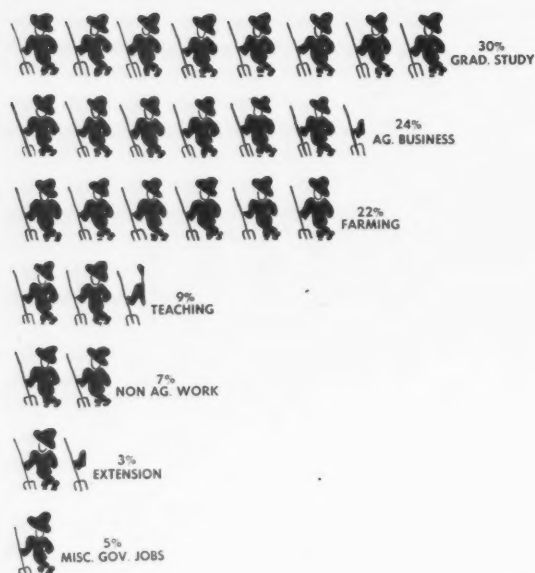 30%
GRAD. STUDY
24%
AG. BUSINESS
22%
FARMING
9%
TEACHING
7%
NON AG. WORK
3%
EXTENSION
5%
MISC. GOV. JOBS